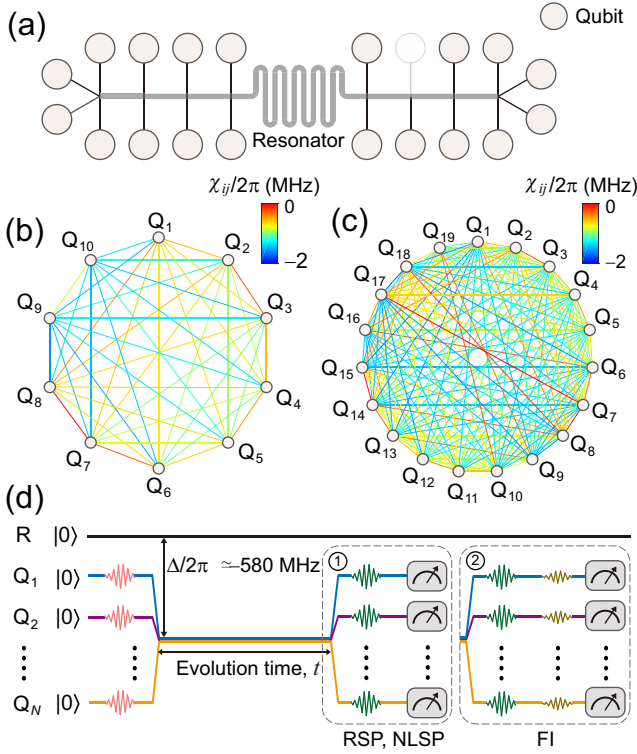 (a)
Qubit
Resonator
χij/2π (MHz)
0
−2
(b)
Q1
Q2
Q3
Q4
Q5
Q6
Q7
Q8
Q9
Q10
χij/2π (MHz)
0
−2
(c)
Q1
Q2
Q3
Q4
Q5
Q6
Q7
Q8
Q9
Q10
Q11
Q12
Q13
Q14
Q15
Q16
Q17
Q18
Q19
(d)
R |0⟩
Δ/2π ≃−580 MHz
Q1 |0⟩
Q2 |0⟩
QN |0⟩
Evolution time, t
①
RSP, NLSP
②
FI